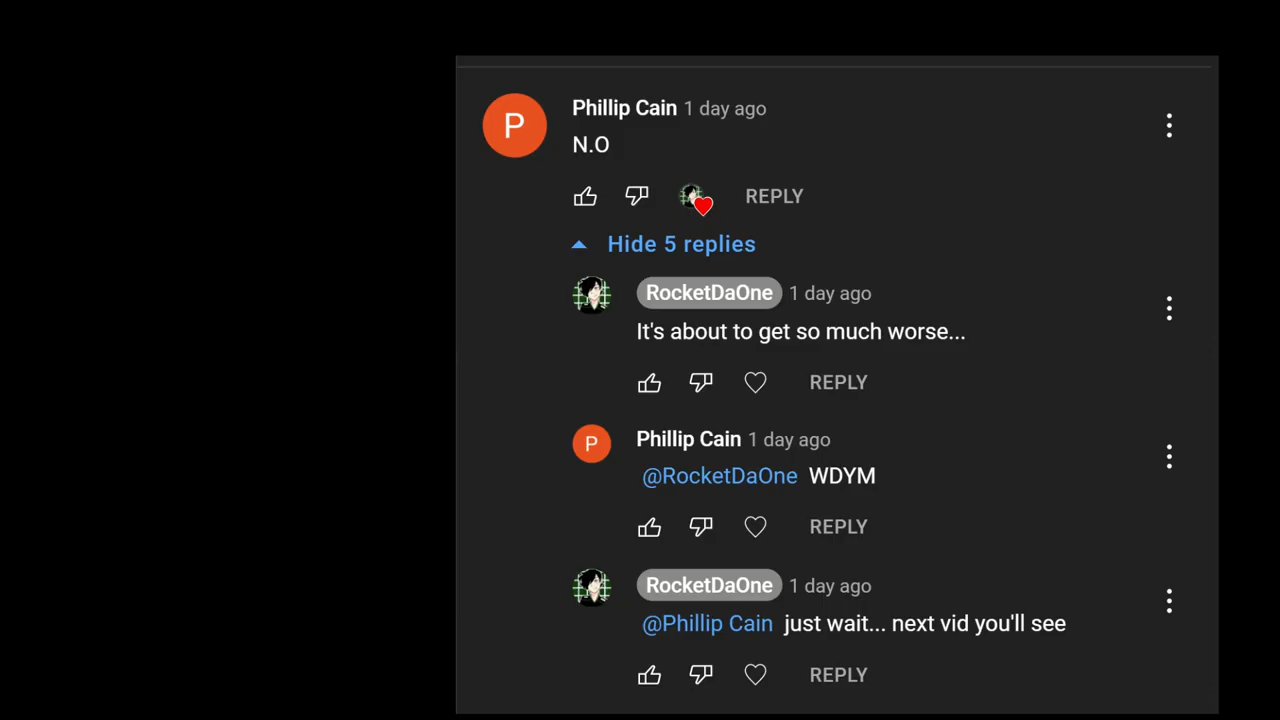 P
Phillip Cain 1 day ago
N.O
REPLY
Hide 5 replies
RocketDaOne 1 day ago
It's about to get so much worse...
REPLY
P
Phillip Cain 1 day ago
@RocketDaOne WDYM
REPLY
RocketDaOne 1 day ago
@Phillip Cain just wait... next vid you'll see
REPLY